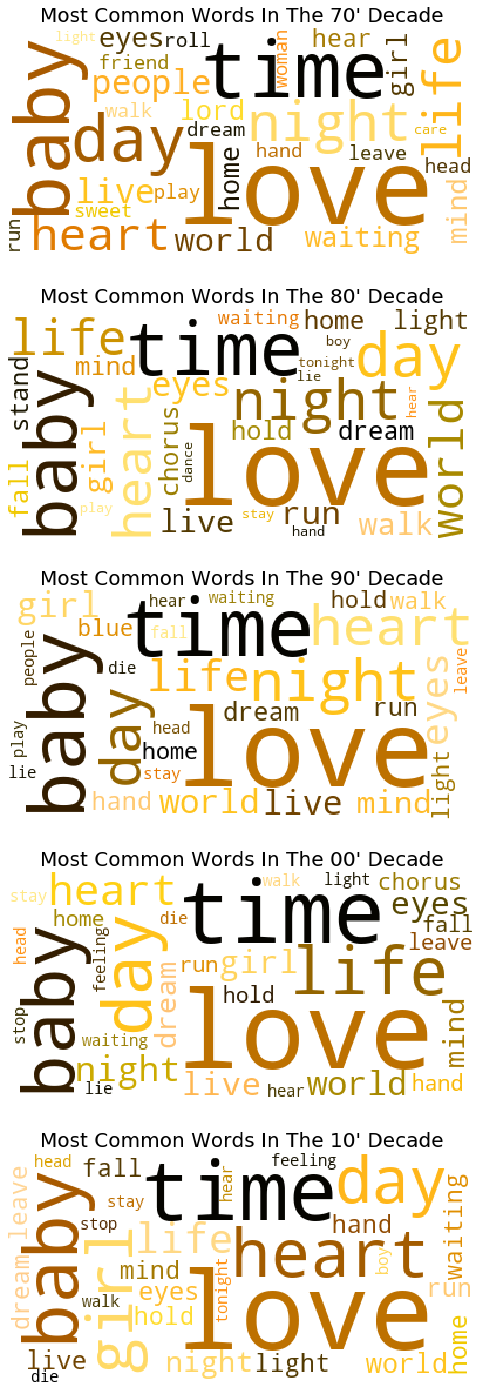 Most Common Words In The 70' Decade
light eyes roll time woman hear girl life
friend people baby
walk lord night care
day dream hand leave head
home love
live play mind
sweet
run heart world waiting
Most Common Words In The 80' Decade
life time waiting home light
boy
mind tonight day
stand baby eyes lie
night hear
girl heart chorus hold dream world
dance love
fall play live stay run walk
hand
Most Common Words In The 90' Decade
girl hear waiting hold walk
time heart
people blue fall
baby die life night eyes leave
day dream run
play head love
home
lie stay light
hand world live mind
Most Common Words In The 00' Decade
stay heart time walk light chorus
home die eyes
fall
head baby feeling day leave
dream run girl life
hold
stop love mind
waiting
night
lie live hear world hand
Most Common Words In The 10' Decade
head fall time feeling day
dream leave baby stay hear waiting
stop hand
girl life heart
mind boy
walk eyes tonight love run
hold
live night light world home
die